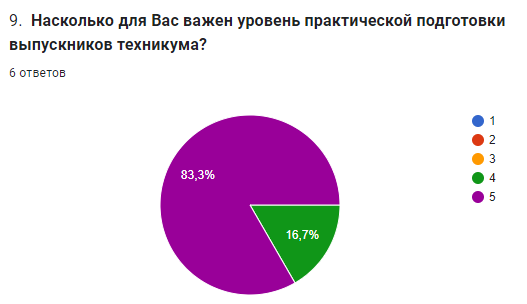 9. Насколько для Вас важен уровень практической подготовки
выпускников техникума?
6 ответов
83,3%
16,7%
1
2
3
4
5